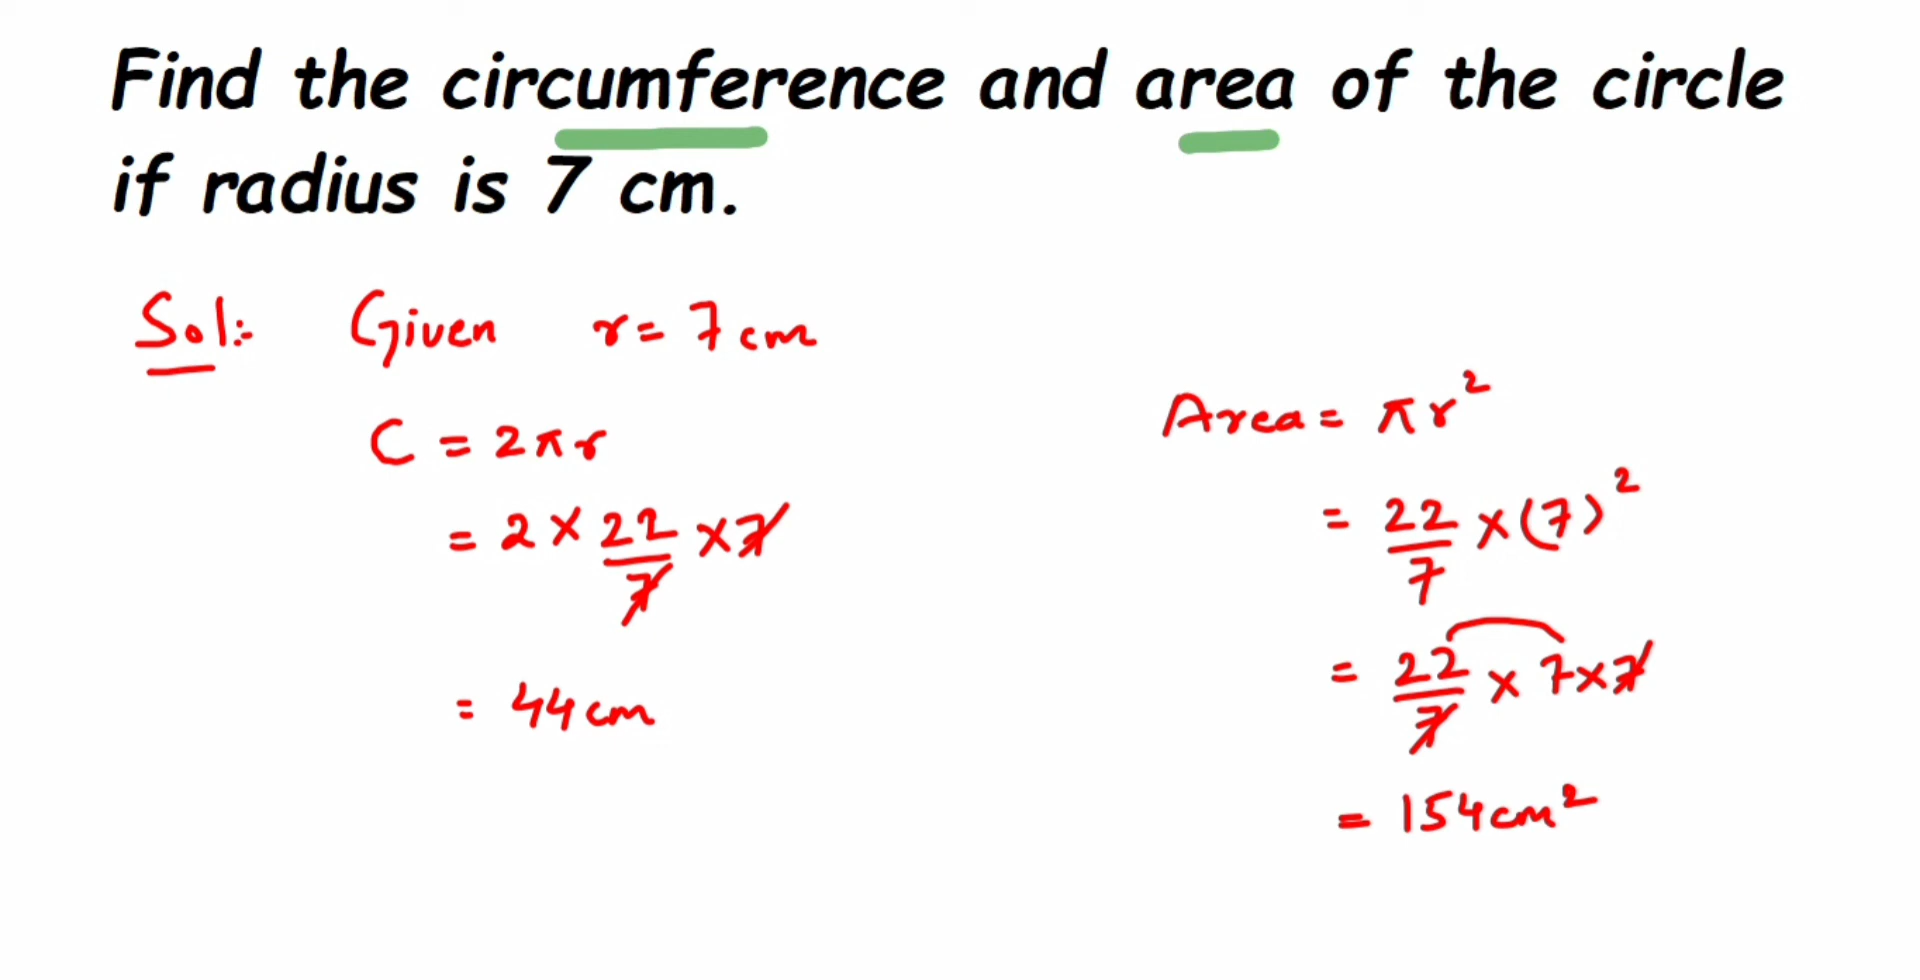 Find the circumference and area of the circle
if radius is 7 cm.
Sol:- Given r = 7 cm
C = 2πr
= 2 × 22/7 × 7
= 44 cm
Area = πr²
= 22/7 × (7)²
= 22/7 × 7 × 7
= 154 cm²